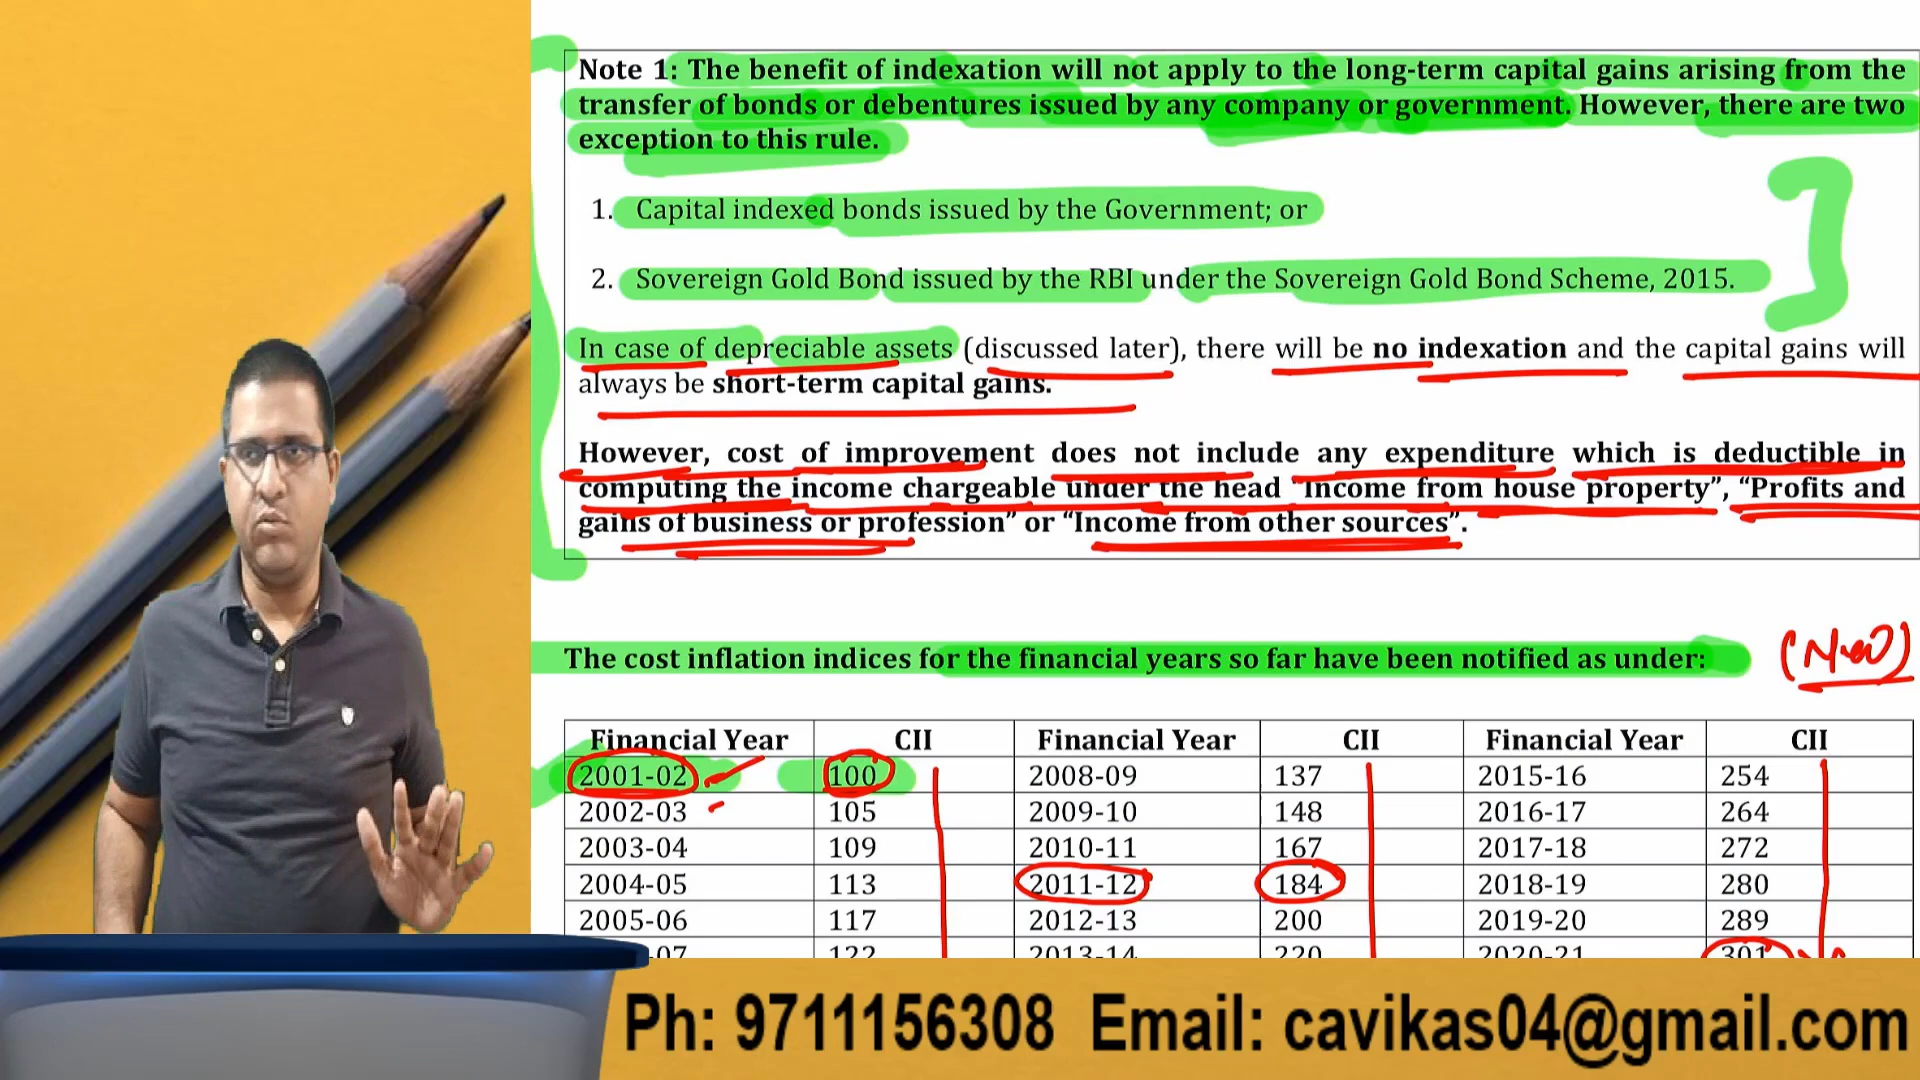 Note 1: The benefit of indexation will not apply to the long-term capital gains arising from the
transfer of bonds or debentures issued by any company or government. However, there are two
exception to this rule.
1. Capital indexed bonds issued by the Government; or
2. Sovereign Gold Bond issued by the RBI under the Sovereign Gold Bond Scheme, 2015.
In case of depreciable assets (discussed later), there will be no indexation and the capital gains will
always be short-term capital gains.
However, cost of improvement does not include any expenditure which is deductible in
computing the income chargeable under the head "Income from house property", “Profits and
gains of business or profession” or “Income from other sources”.
The cost inflation indices for the financial years so far have been notified as under:
Financial Year CII Financial Year CII Financial Year CII
2001-02 100 2008-09 137 2015-16 254
2002-03 105 2009-10 148 2016-17 264
2003-04 109 2010-11 167 2017-18 272
2004-05 113 2011-12 184 2018-19 280
2005-06 117 2012-13 200 2019-20 289
07 122 2013-14 220 2020-21 301
Ph: 9711156308 Email: cavikas04@gmail.com